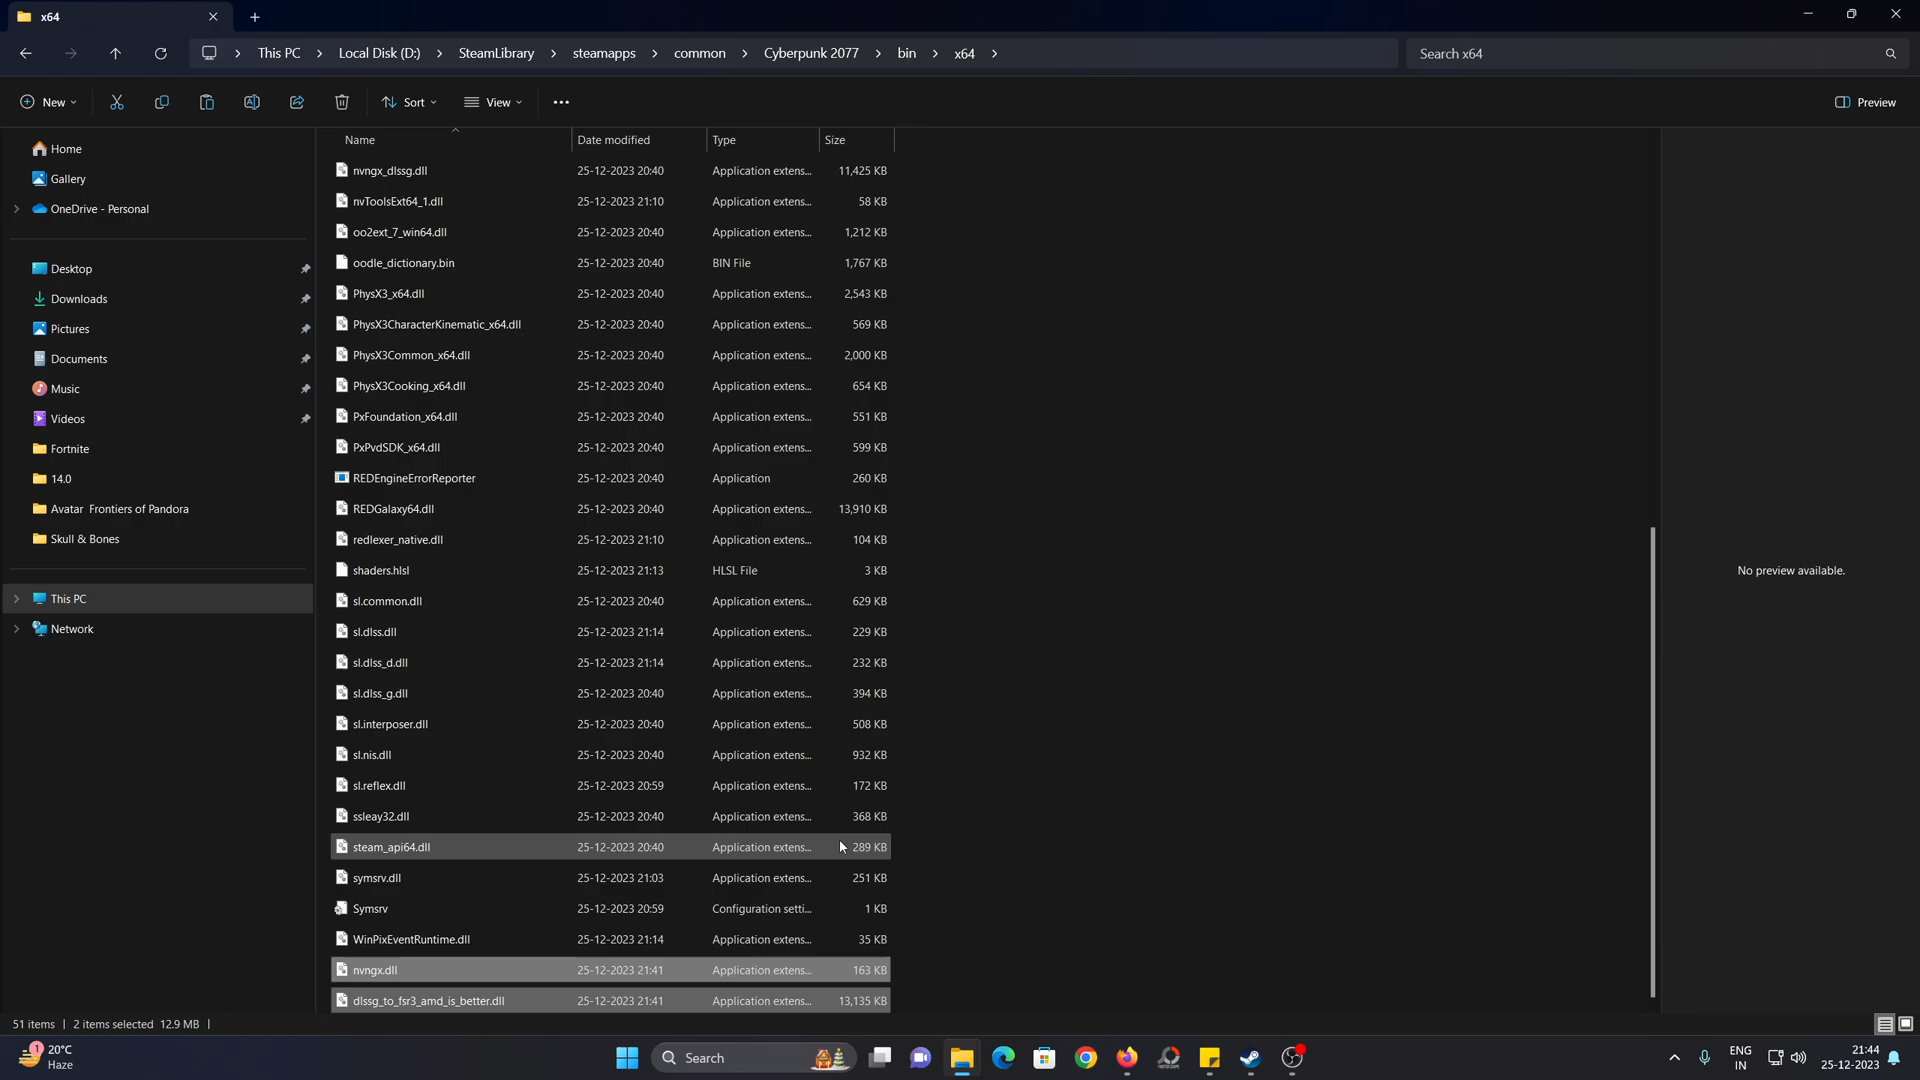 x64
This PC > Local Disk (D:) > SteamLibrary > steamapps > common > Cyberpunk 2077 > bin > x64 >
Search x64
New Sort View ... Preview
Home
Gallery
OneDrive - Personal
Desktop
Downloads
Pictures
Documents
Music
Videos
Fortnite
14.0
Avatar Frontiers of Pandora
Skull & Bones
This PC
Network
Name Date modified Type Size
nvngx_dlssg.dll 25-12-2023 20:40 Application extens... 11,425 KB
nvToolsExt64_1.dll 25-12-2023 21:10 Application extens... 58 KB
oo2ext_7_win64.dll 25-12-2023 20:40 Application extens... 1,212 KB
oodle_dictionary.bin 25-12-2023 20:40 BIN File 1,767 KB
PhysX3_x64.dll 25-12-2023 20:40 Application extens... 2,543 KB
PhysX3CharacterKinematic_x64.dll 25-12-2023 20:40 Application extens... 569 KB
PhysX3Common_x64.dll 25-12-2023 20:40 Application extens... 2,000 KB
PhysX3Cooking_x64.dll 25-12-2023 20:40 Application extens... 654 KB
PxFoundation_x64.dll 25-12-2023 20:40 Application extens... 551 KB
PxPvdSDK_x64.dll 25-12-2023 20:40 Application extens... 599 KB
REDEngineErrorReporter 25-12-2023 20:40 Application 260 KB
REDGalaxy64.dll 25-12-2023 20:40 Application extens... 13,910 KB
redlexer_native.dll 25-12-2023 21:10 Application extens... 104 KB
shaders.hlsl 25-12-2023 21:13 HLSL File 3 KB
sl.common.dll 25-12-2023 20:40 Application extens... 629 KB
sl.dlss.dll 25-12-2023 21:14 Application extens... 229 KB
sl.dlss_d.dll 25-12-2023 21:14 Application extens... 232 KB
sl.dlss_g.dll 25-12-2023 20:40 Application extens... 394 KB
sl.interposer.dll 25-12-2023 20:40 Application extens... 508 KB
sl.nis.dll 25-12-2023 20:40 Application extens... 932 KB
sl.reflex.dll 25-12-2023 20:59 Application extens... 172 KB
ssleay32.dll 25-12-2023 20:40 Application extens... 368 KB
steam_api64.dll 25-12-2023 20:40 Application extens... 289 KB
symsrv.dll 25-12-2023 21:03 Application extens... 251 KB
Symsrv 25-12-2023 20:59 Configuration setti... 1 KB
WinPixEventRuntime.dll 25-12-2023 21:14 Application extens... 35 KB
nvngx.dll 25-12-2023 21:41 Application extens... 163 KB
dlssg_to_fsr3_amd_is_better.dll 25-12-2023 21:41 Application extens... 13,135 KB
No preview available.
51 items | 2 items selected 12.9 MB |
1
20°C
Haze
Search
ENG
IN
21:44
25-12-2023